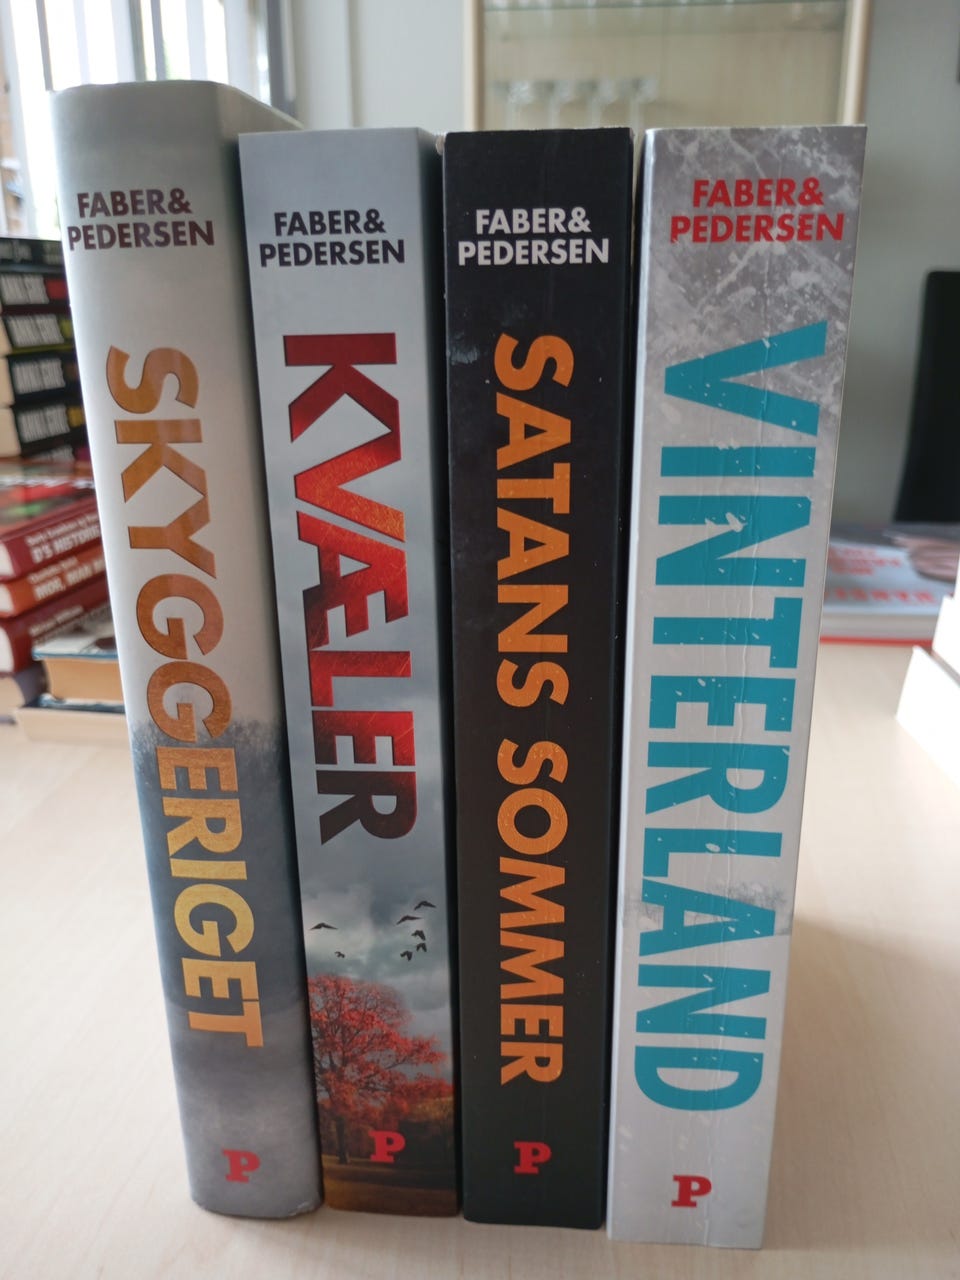 FABER&
PEDERSEN
SKYGGERIGET
P
FABER&
PEDERSEN
KVÆLER
P
FABER&
PEDERSEN
SATANS SOMMER
P
FABER&
PEDERSEN
VINTERLAND
P